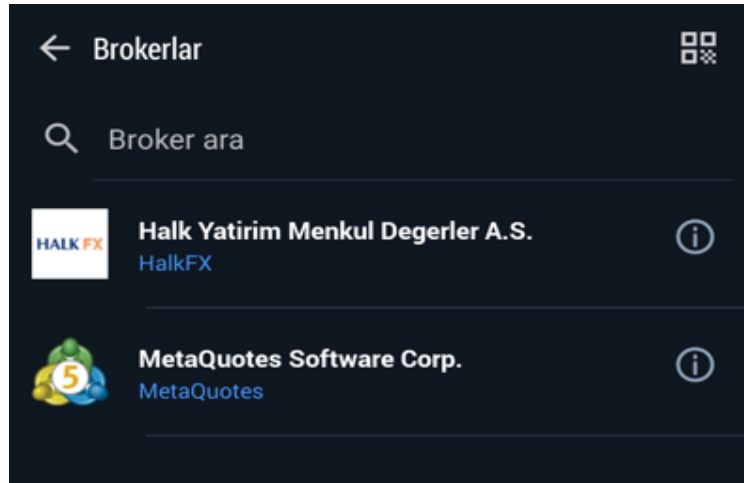 Brokerlar
Broker ara
HALK FX
Halk Yatirim Menkul Degerler A.S.
HalkFX
5
MetaQuotes Software Corp.
MetaQuotes